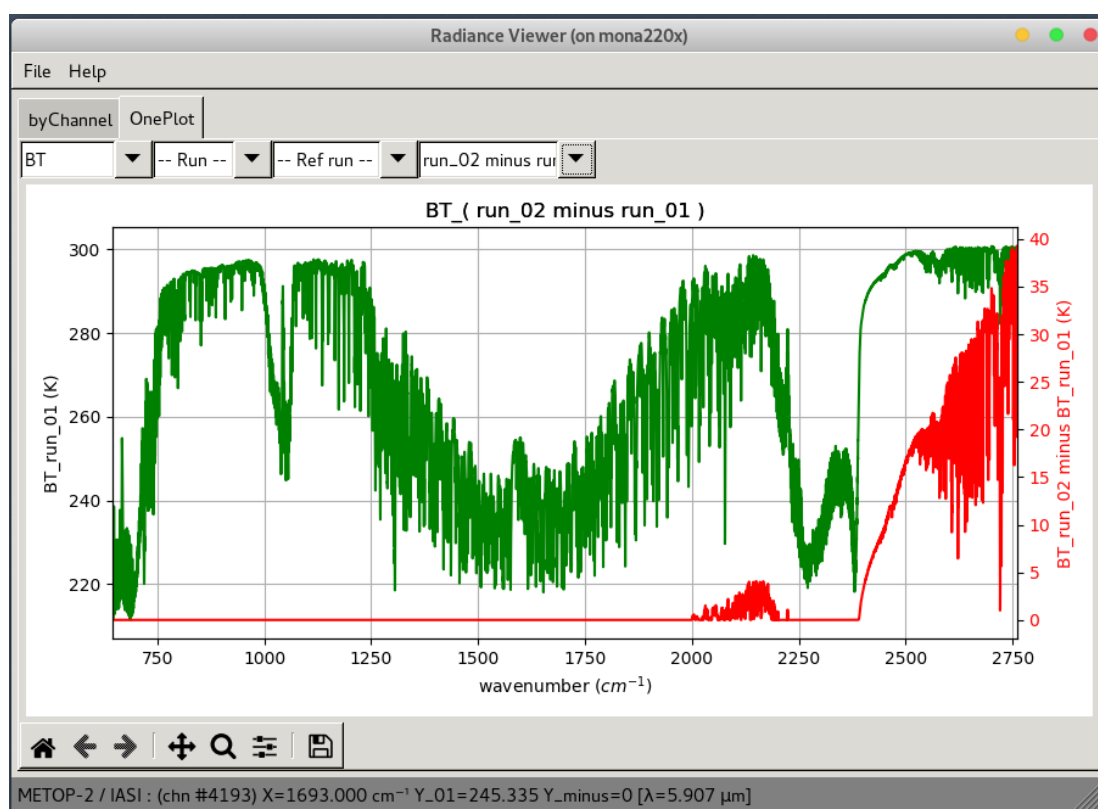 Radiance Viewer (on mona220x)
File Help
byChannel OnePlot
BT -- Run -- -- Ref run -- run_02 minus rur
BT_( run_02 minus run_01 )
BT_run_01 (K)
300
280
260
240
220
40
35
30
25
20
15
10
5
0
BT_run_02 minus BT_run_01 (K)
750 1000 1250 1500 1750 2000 2250 2500 2750
wavenumber (cm⁻¹)
METOP-2 / IASI : (chn #4193) X=1693.000 cm⁻¹ Y_01=245.335 Y_minus=0 [λ=5.907 μm]